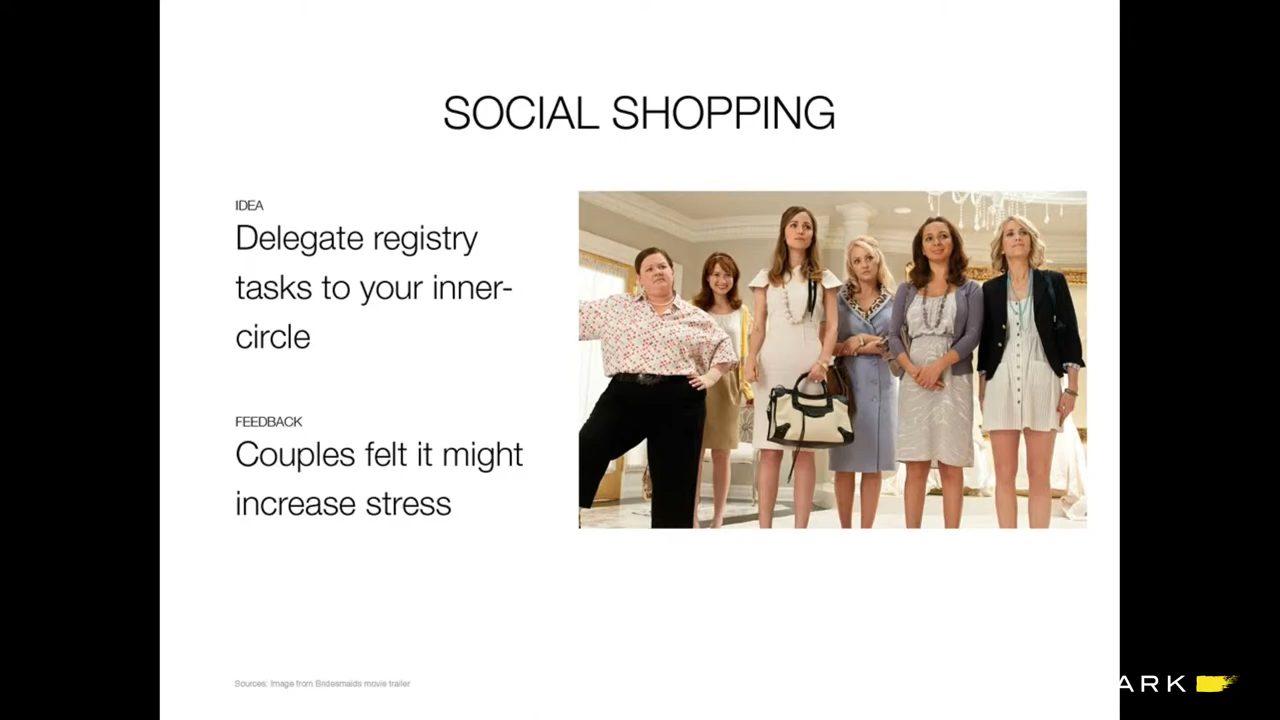 SOCIAL SHOPPING
IDEA
Delegate registry
tasks to your inner-
circle
FEEDBACK
Couples felt it might
increase stress
Sources: Image from Bridesmaids movie trailer
ARK